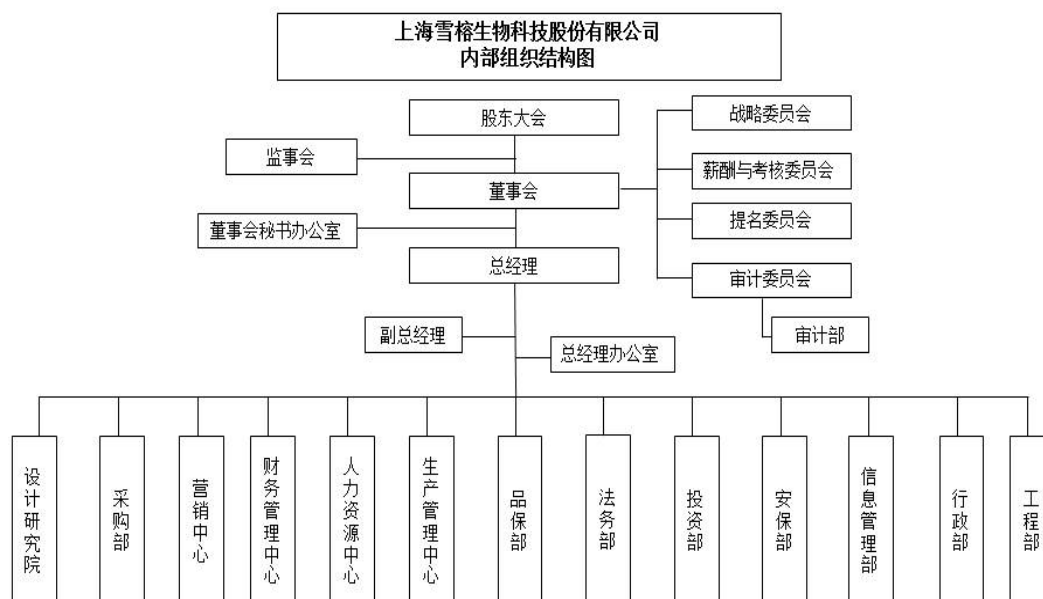 上海雪榕生物科技股份有限公司
内部组织结构图
股东大会
战略委员会
监事会
薪酬与考核委员会
董事会
提名委员会
董事会秘书办公室
总经理
审计委员会
副总经理
审计部
总经理办公室
设计研究院
采购部
营销中心
财务管理中心
人力资源中心
生产管理中心
品保部
法务部
投资部
安保部
信息管理部
行政部
工程部